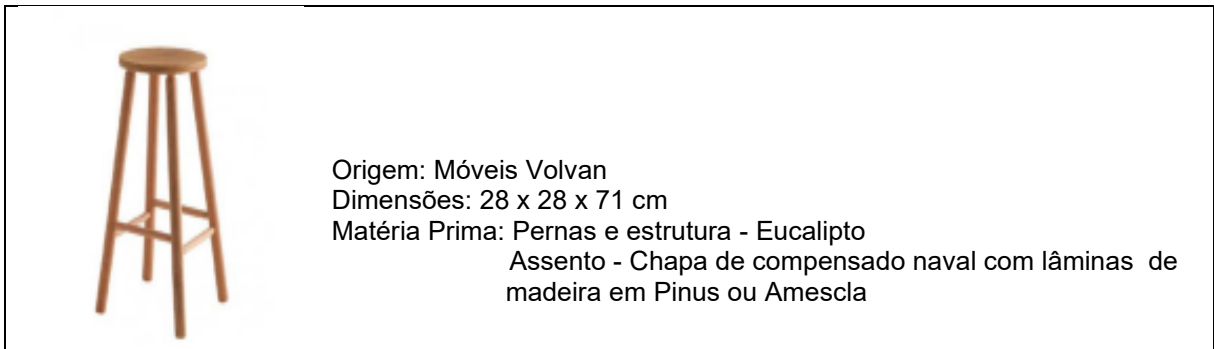 Origem: Móveis Volvan
Dimensões: 28 x 28 x 71 cm
Matéria Prima: Pernas e estrutura - Eucalipto
Assento - Chapa de compensado naval com lâminas de
madeira em Pinus ou Amescla